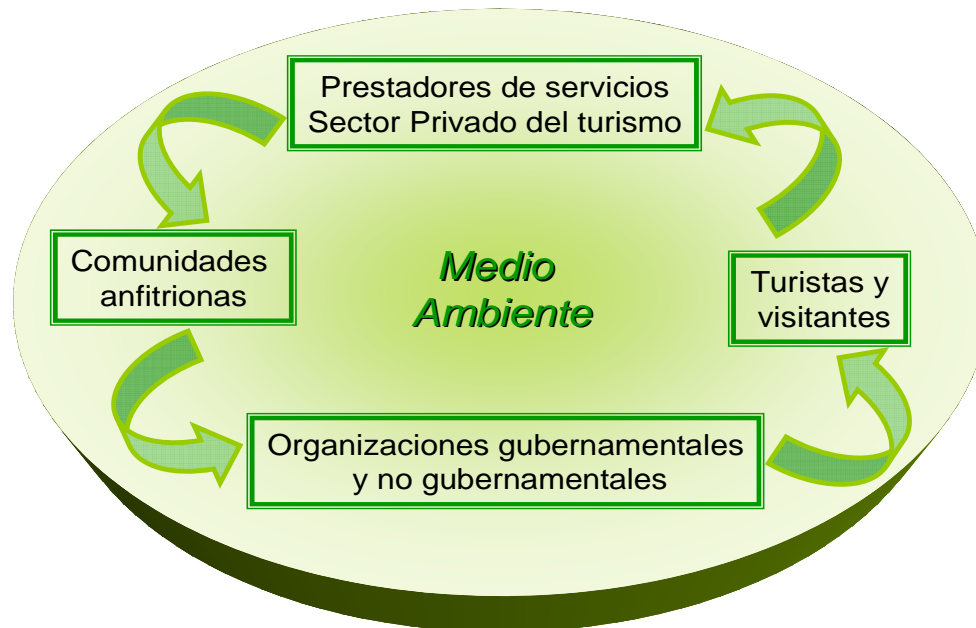 Prestadores de servicios
Sector Privado del turismo
Comunidades
anfitrionas
Medio
Ambiente
Turistas y
visitantes
Organizaciones gubernamentales
y no gubernamentales